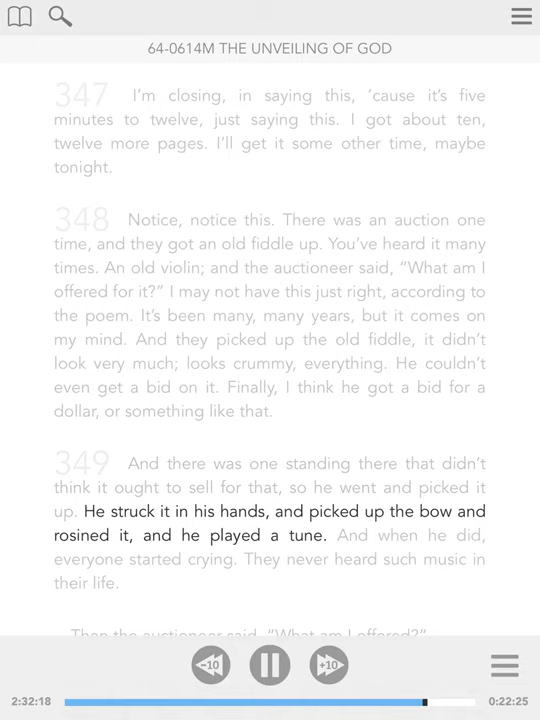 64-0614M THE UNVEILING OF GOD
347 I'm closing, in saying this, 'cause it's five
minutes to twelve, just saying this. I got about ten,
twelve more pages. I'll get it some other time, maybe
tonight.
348 Notice, notice this. There was an auction one
time, and they got an old fiddle up. You've heard it many
times. An old violin; and the auctioneer said, “What am I
offered for it?” I may not have this just right, according to
the poem. It's been many, many years, but it comes on
my mind. And they picked up the old fiddle, it didn't
look very much; looks crummy, everything. He couldn't
even get a bid on it. Finally, I think he got a bid for a
dollar, or something like that.
349 And there was one standing there that didn't
think it ought to sell for that, so he went and picked it
up. He struck it in his hands, and picked up the bow and
rosined it, and he played a tune. And when he did,
everyone started crying. They never heard such music in
their life.
Then the auctioneer said, “What am I offered?”
-10 +10
2:32:18 0:22:25